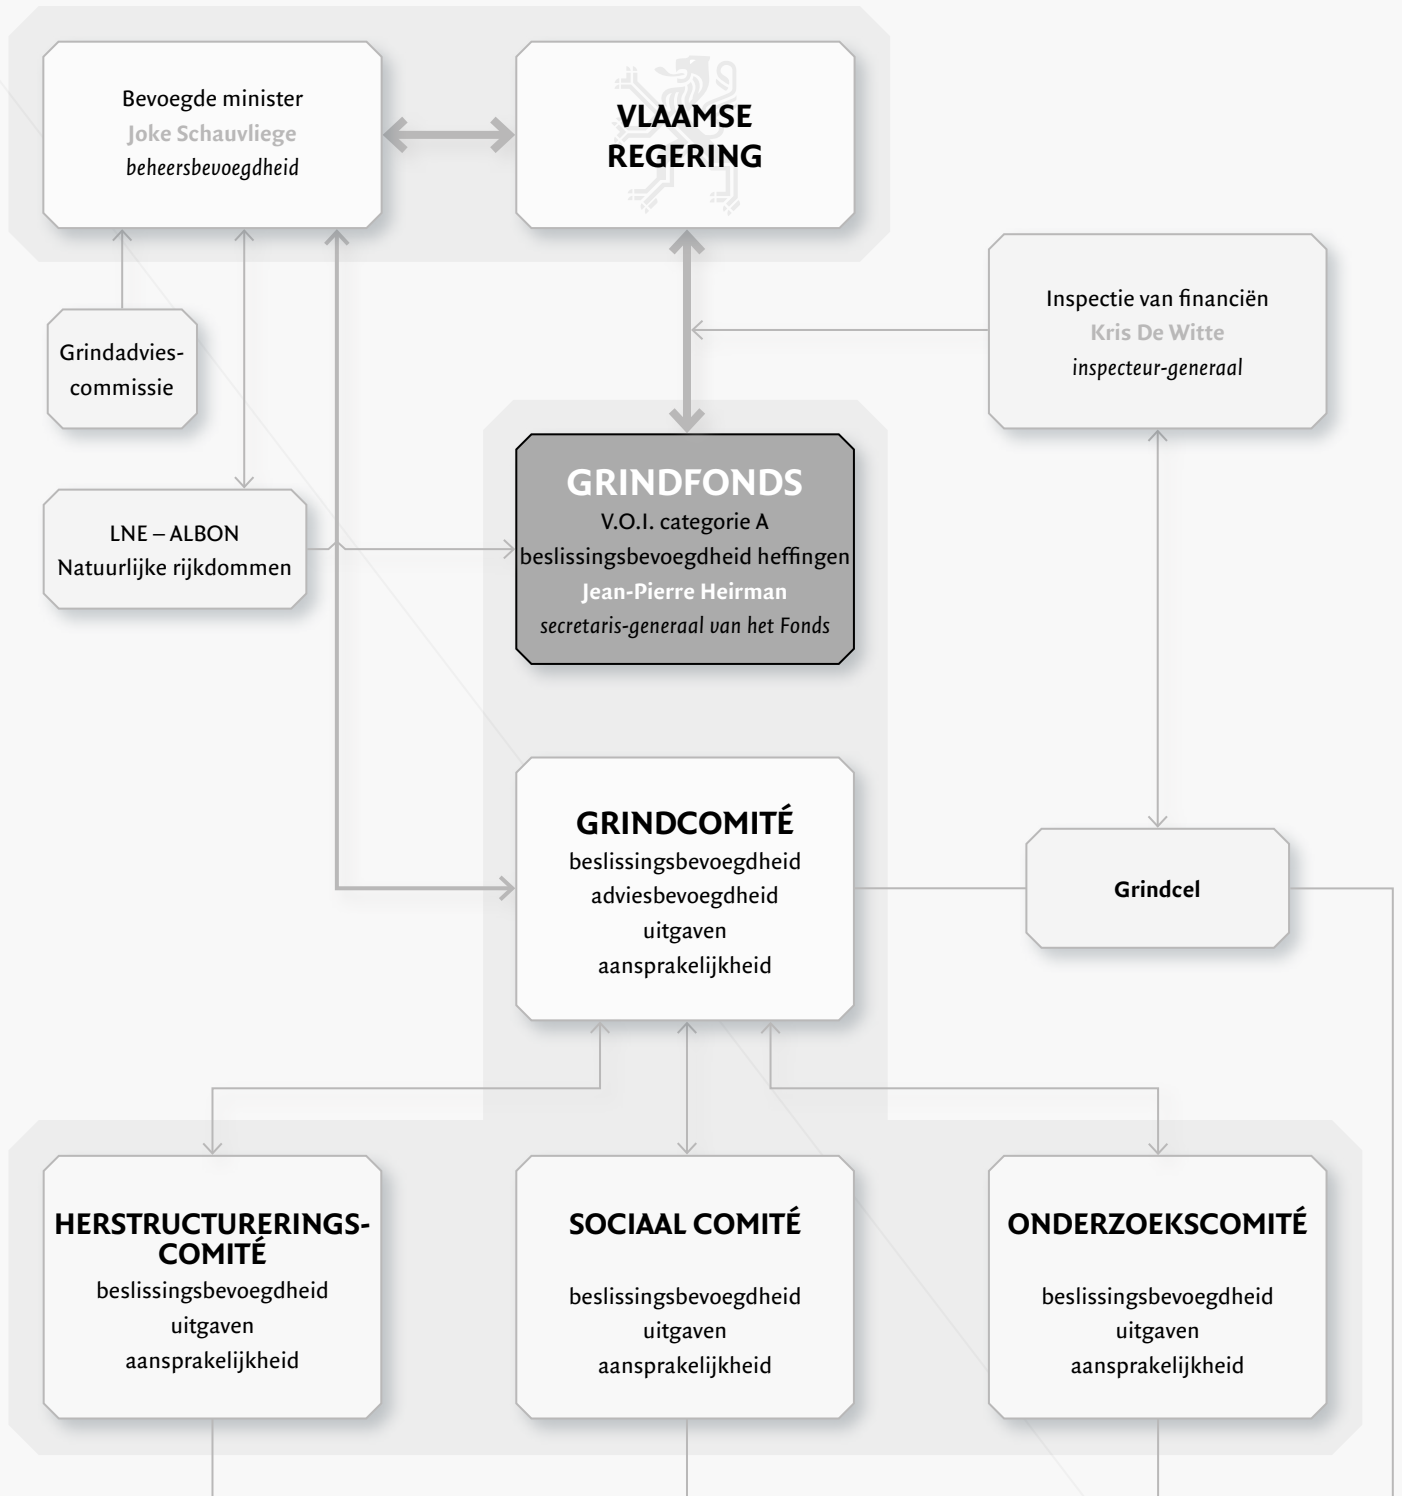 Bevoegde minister
Joke Schauvliege
beheersbevoegdheid
VLAAMSE
REGERING
Inspectie van financiën
Kris De Witte
inspecteur-generaal
Grindadvies-
commissie
GRINDFONDS
V.O.I. categorie A
beslissingsbevoegdheid heffingen
Jean-Pierre Heirman
secretaris-generaal van het Fonds
LNE – ALBON
Natuurlijke rijkdommen
GRINDCOMITÉ
beslissingsbevoegdheid
adviesbevoegdheid
uitgaven
aansprakelijkheid
Grindcel
HERSTRUCTURERINGS-
COMITÉ
beslissingsbevoegdheid
uitgaven
aansprakelijkheid
SOCIAAL COMITÉ
beslissingsbevoegdheid
uitgaven
aansprakelijkheid
ONDERZOEKSCOMITÉ
beslissingsbevoegdheid
uitgaven
aansprakelijkheid